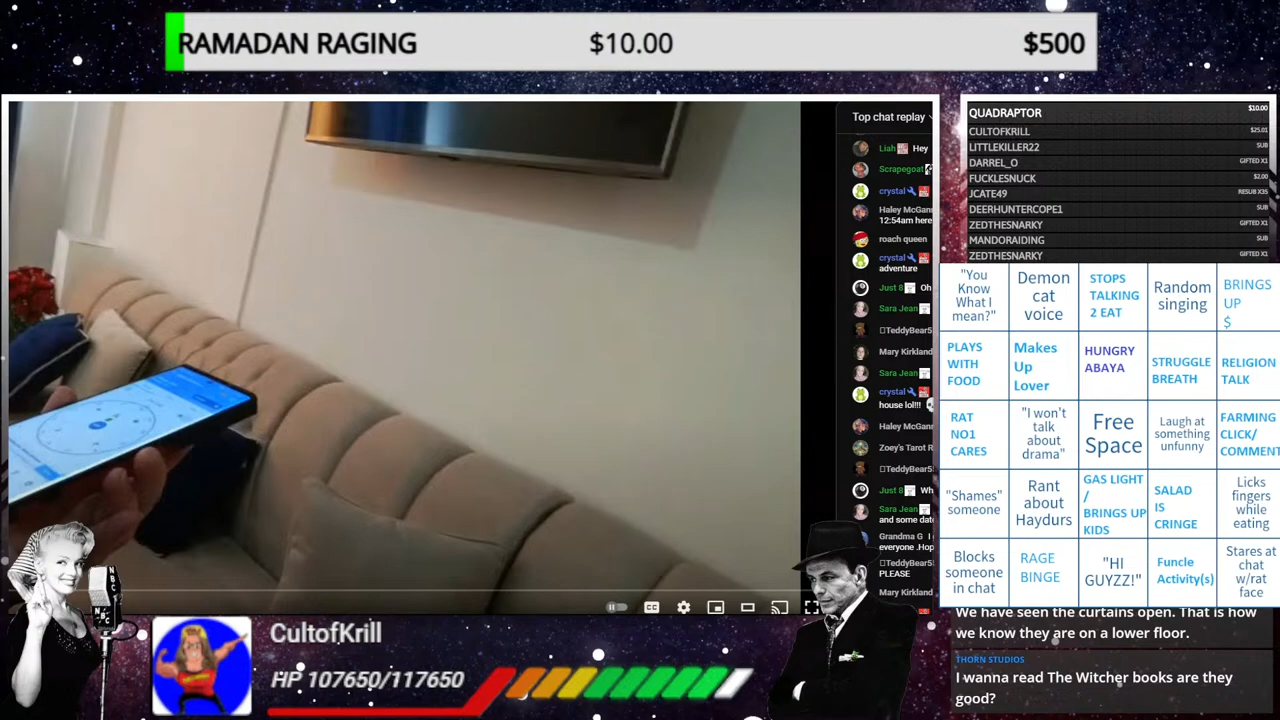 RAMADAN RAGING $10.00 $500
Top chat replay
Liah Hey
Scrapegoat
crystal
Haley McGann
12:54am here
roach queen
crystal
adventure
Just 8 Oh
Sara Jean
TeddyBear5
Mary Kirkland
Sara Jean
crystal
house lol!!!
Haley McGann
Zoey's Tarot R
TeddyBear5
Just 8 Wh
Sara Jean
and some date
Grandma G I
everyone .Hop
TeddyBear5
PLEASE
Mary Kirkland
QUADRAPTOR $10.00
CULTOFKRILL $25.01
LITTLEKILLER22 SUB
DARREL_O GIFTED X1
FUCKLESNUCK $2.00
JCATE49 RESUB X35
DEERHUNTERCOPE1 SUB
ZEDTHESNARKY GIFTED X1
MANDORAIDING SUB
ZEDTHESNARKY GIFTED X1
"You
Know
What I
mean?"
Demon
cat
voice
STOPS
TALKING
2 EAT
Random
singing
BRINGS
UP
$
PLAYS
WITH
FOOD
Makes
Up
Lover
HUNGRY
ABAYA
STRUGGLE
BREATH
RELIGION
TALK
RAT
NO1
CARES
"I won't
talk
about
drama"
Free
Space
Laugh at
something
unfunny
FARMING
CLICK/
COMMENT
"Shames"
someone
Rant
about
Haydurs
GAS LIGHT
/
BRINGS UP
KIDS
SALAD
IS
CRINGE
Licks
fingers
while
eating
Blocks
someone
in chat
RAGE
BINGE
"HI
GUYZZ!"
Funcle
Activity(s)
Stares at
chat
w/rat
face
We have seen the curtains open. That is how
we know they are on a lower floor.
THORN STUDIOS
I wanna read The Witcher books are they
good?
NBC
NBC
CultofKrill
HP 107650/117650